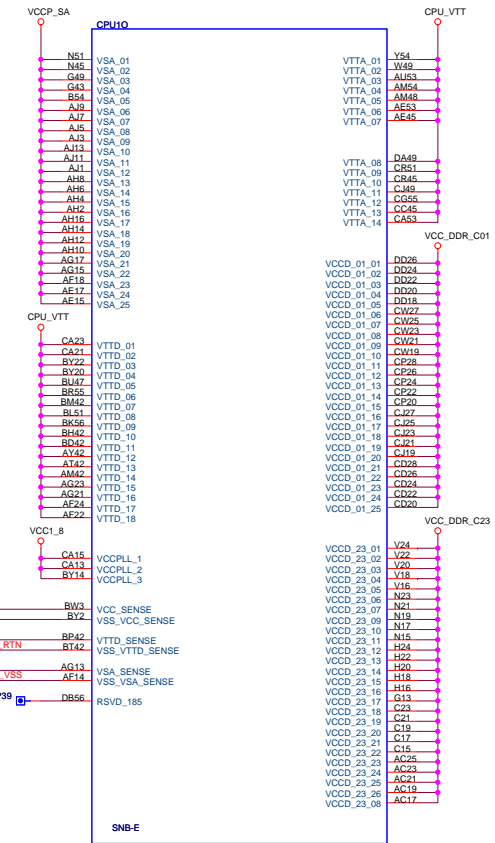 VCCP_SA
CPU1O
N51 VSA_01
N45 VSA_02
G49 VSA_03
G43 VSA_04
B54 VSA_05
AJ9 VSA_06
AJ7 VSA_07
AJ5 VSA_08
AJ3 VSA_09
AJ13 VSA_10
AJ11 VSA_11
AJ1 VSA_12
AH8 VSA_13
AH6 VSA_14
AH4 VSA_15
AH2 VSA_16
AH16 VSA_17
AH14 VSA_18
AH12 VSA_19
AH10 VSA_20
AG17 VSA_21
AG15 VSA_22
AF18 VSA_23
AE17 VSA_24
AE15 VSA_25
CPU_VTT
CA23 VTTD_01
CA21 VTTD_02
BY22 VTTD_03
BY20 VTTD_04
BU47 VTTD_05
BR55 VTTD_06
BM42 VTTD_07
BL51 VTTD_08
BK56 VTTD_09
BH42 VTTD_10
BD42 VTTD_11
AY42 VTTD_12
AT42 VTTD_13
AM42 VTTD_14
AG23 VTTD_15
AG21 VTTD_16
AF24 VTTD_17
AF22 VTTD_18
VCC1_8
CA15 VCCPLL_1
CA13 VCCPLL_2
BY14 VCCPLL_3
BW3 VCC_SENSE
BY2 VSS_VCC_SENSE
BP42 VTTD_SENSE
_RTN BT42 VSS_VTTD_SENSE
AG13 VSA_SENSE
_VSS AF14 VSS_VSA_SENSE
P39 DB56 RSVD_185
SNB-E
CPU_VTT
VTTA_01 Y54
VTTA_02 W49
VTTA_03 AU53
VTTA_04 AM54
VTTA_05 AM48
VTTA_06 AE53
VTTA_07 AE45
VTTA_08 DA49
VTTA_09 CR51
VTTA_10 CR45
VTTA_11 CJ49
VTTA_12 CG55
VTTA_13 CC45
VTTA_14 CA53
VCC_DDR_C01
VCCD_01_01 DD26
VCCD_01_02 DD24
VCCD_01_03 DD22
VCCD_01_04 DD20
VCCD_01_05 DD18
VCCD_01_06 CW27
VCCD_01_07 CW25
VCCD_01_08 CW23
VCCD_01_09 CW21
VCCD_01_10 CW19
VCCD_01_11 CP28
VCCD_01_12 CP26
VCCD_01_13 CP24
VCCD_01_14 CP22
VCCD_01_15 CP20
VCCD_01_16 CJ27
VCCD_01_17 CJ25
VCCD_01_18 CJ23
VCCD_01_19 CJ21
VCCD_01_20 CJ19
VCCD_01_21 CD28
VCCD_01_22 CD26
VCCD_01_23 CD24
VCCD_01_24 CD22
VCCD_01_25 CD20
VCC_DDR_C23
VCCD_23_01 V24
VCCD_23_02 V22
VCCD_23_03 V20
VCCD_23_04 V18
VCCD_23_05 V16
VCCD_23_06 N23
VCCD_23_07 N21
VCCD_23_09 N19
VCCD_23_10 N17
VCCD_23_11 N15
VCCD_23_12 H24
VCCD_23_13 H22
VCCD_23_14 H20
VCCD_23_15 H18
VCCD_23_16 H16
VCCD_23_17 G13
VCCD_23_18 C23
VCCD_23_19 C21
VCCD_23_20 C19
VCCD_23_21 C17
VCCD_23_22 C15
VCCD_23_23 AC25
VCCD_23_24 AC23
VCCD_23_25 AC21
VCCD_23_26 AC19
VCCD_23_08 AC17